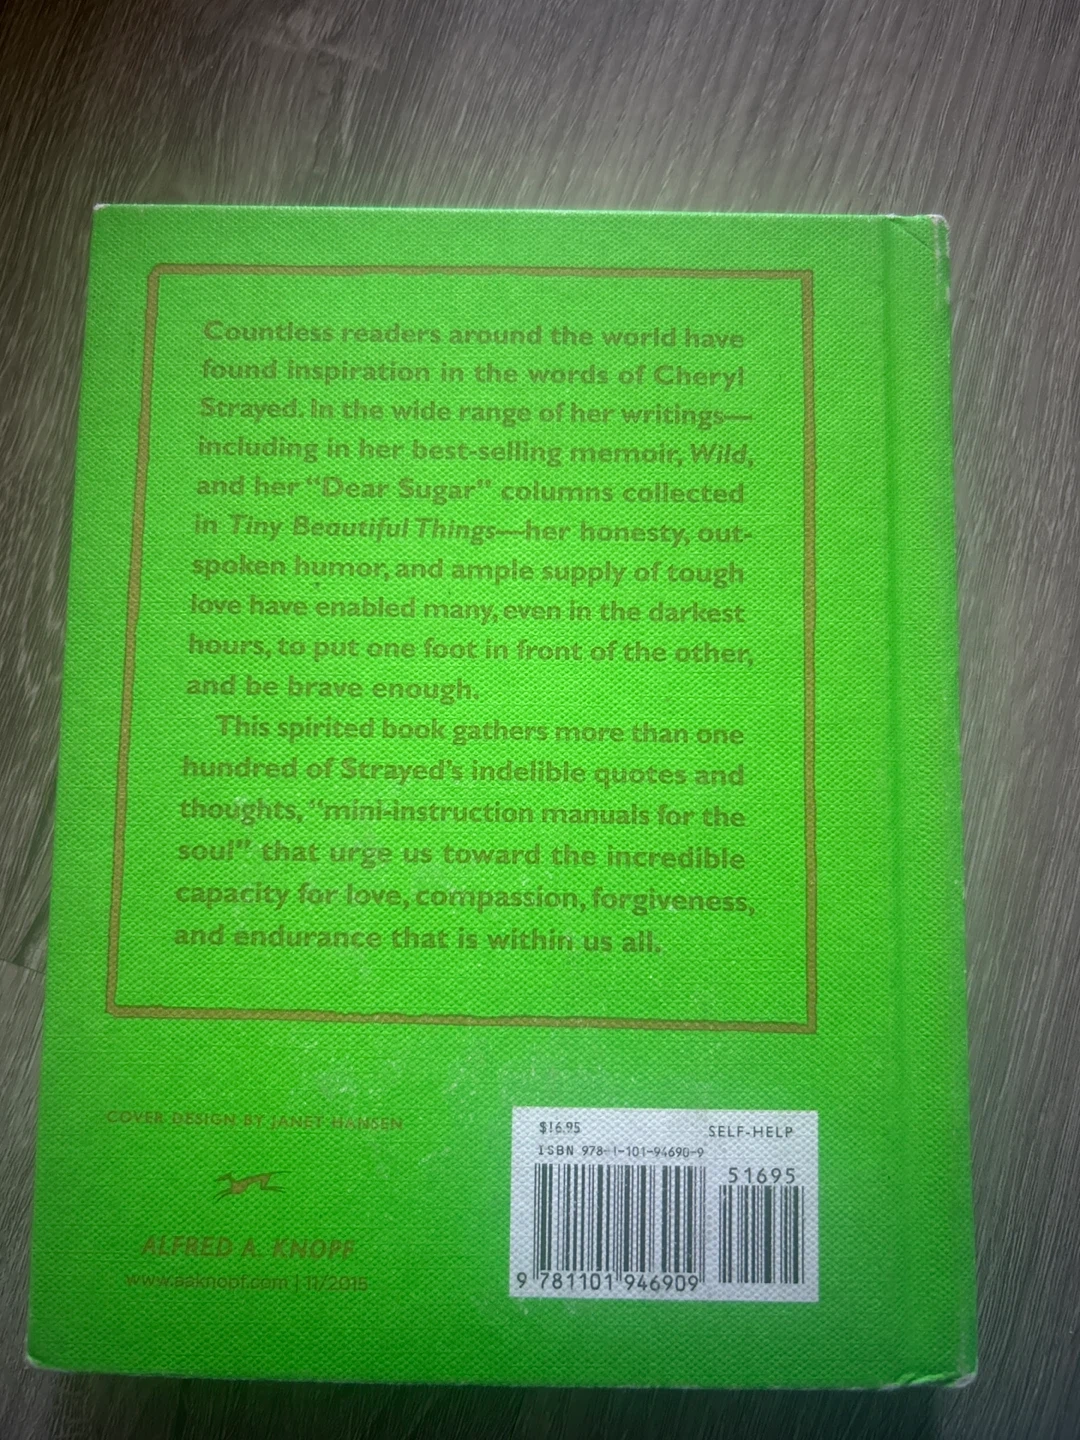 Countless readers around the world have
found inspiration in the words of Cheryl
Strayed. In the wide range of her writings—
including in her best-selling memoir, Wild,
and her "Dear Sugar" columns collected
in Tiny Beautiful Things—her honesty, out-
spoken humor, and ample supply of tough
love have enabled many, even in the darkest
hours, to put one foot in front of the other,
and be brave enough.
This spirited book gathers more than one
hundred of Strayed's indelible quotes and
thoughts, "mini-instruction manuals for the
soul" that urge us toward the incredible
capacity for love, compassion, forgiveness,
and endurance that is within us all.
COVER DESIGN BY JANET HANSEN
ALFRED A. KNOPF
www.aaknopf.com | 11/2015
$16.95 SELF-HELP
ISBN 978-1-101-94690-9
51695
9 781101 946909